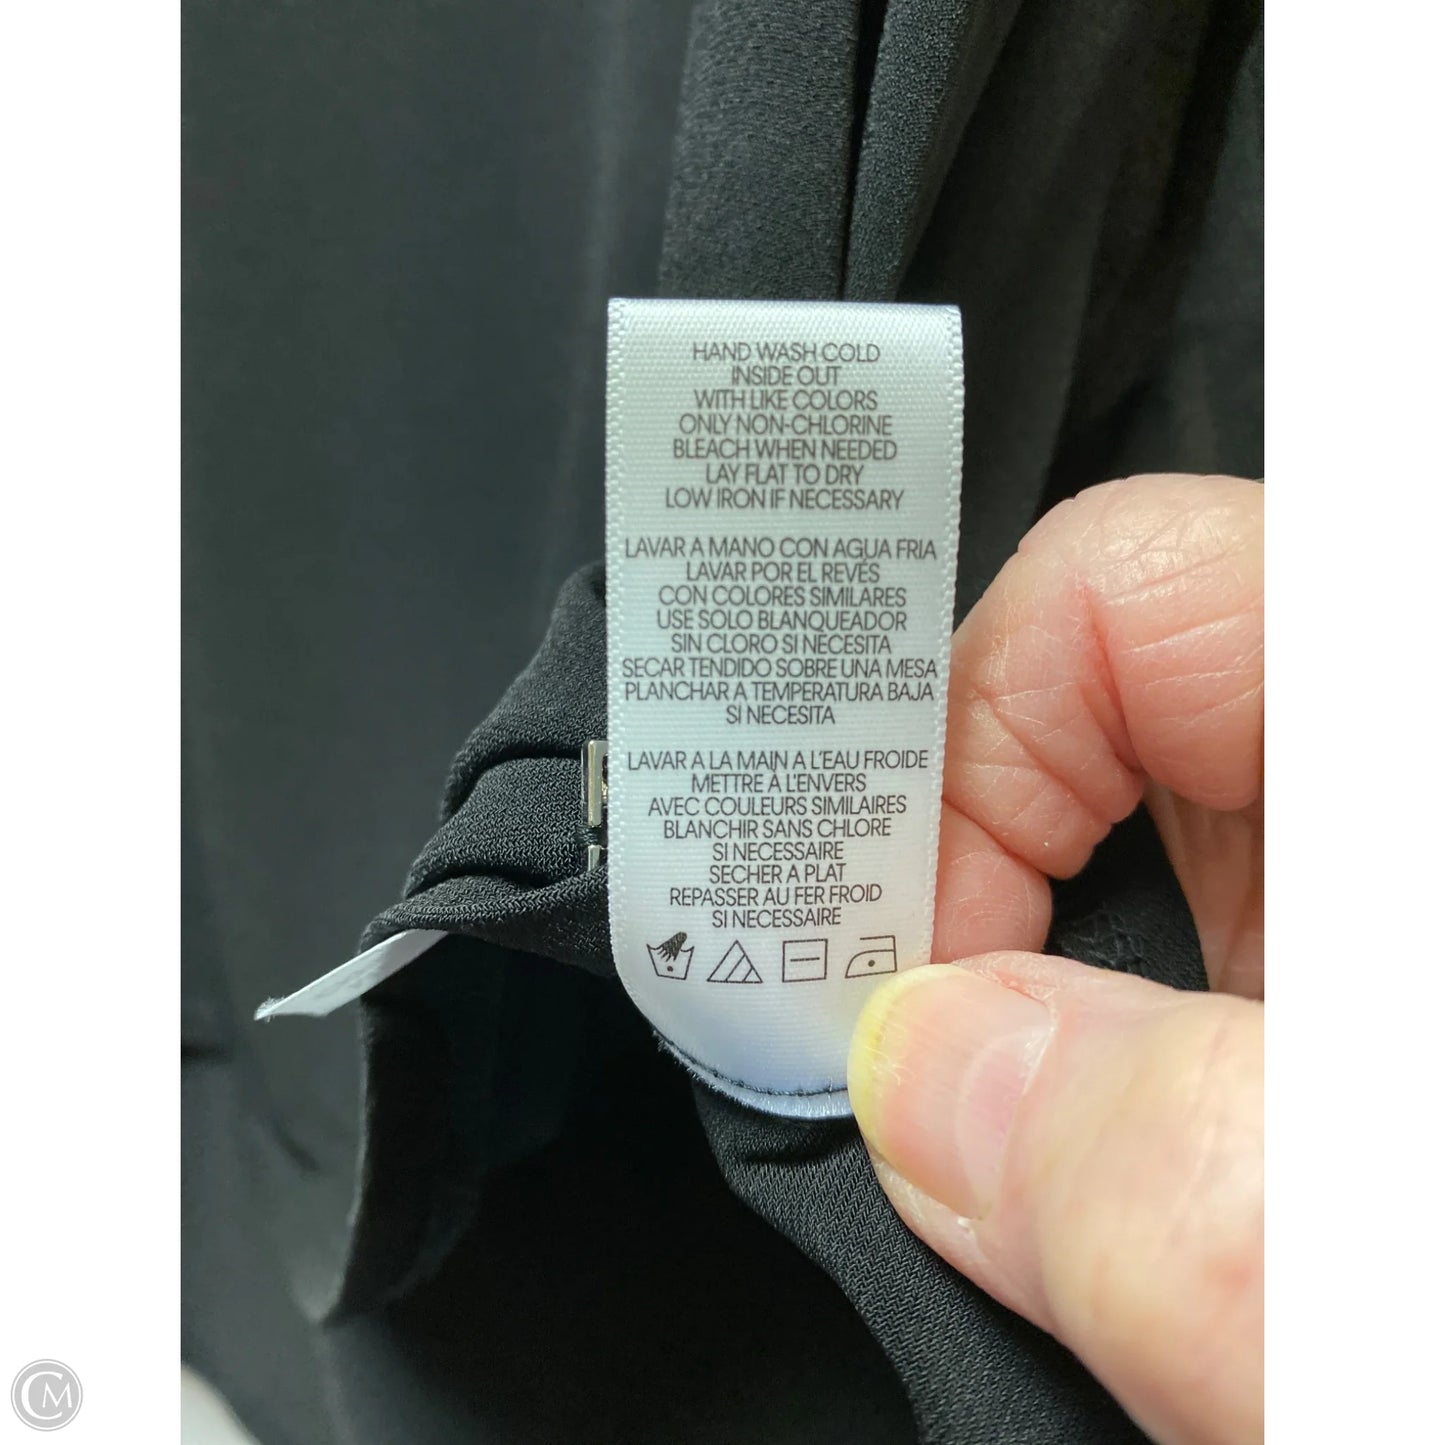 HAND WASH COLD
INSIDE OUT
WITH LIKE COLORS
ONLY NON-CHLORINE
BLEACH WHEN NEEDED
LAY FLAT TO DRY
LOW IRON IF NECESSARY
LAVAR A MANO CON AGUA FRIA
LAVAR POR EL REVÉS
CON COLORES SIMILARES
USE SOLO BLANQUEADOR
SIN CLORO SI NECESITA
SECAR TENDIDO SOBRE UNA MESA
PLANCHAR A TEMPERATURA BAJA
SI NECESITA
LAVAR A LA MAIN A L'EAU FROIDE
METTRE À L'ENVERS
AVEC COULEURS SIMILAIRES
BLANCHIR SANS CHLORE
SI NECESSAIRE
SECHER A PLAT
REPASSER AU FER FROID
SI NECESSAIRE
CM